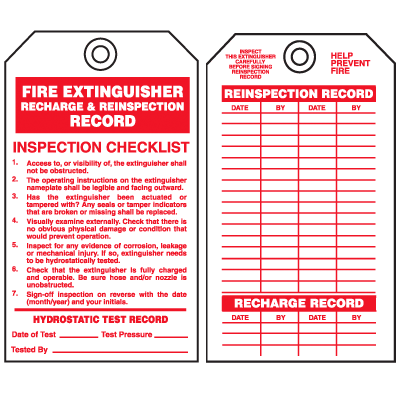 FIRE EXTINGUISHER
RECHARGE & REINSPECTION
RECORD
INSPECTION CHECKLIST
1. Access to, or visibility of, the extinguisher shall
not be obstructed.
2. The operating instructions on the extinguisher
nameplate shall be legible and facing outward.
3. Has the extinguisher been actuated or
tampered with? Any seals or tamper indicators
that are broken or missing shall be replaced.
4. Visually examine externally. Check that there is
no obvious physical damage or condition that
would prevent operation.
5. Inspect for any evidence of corrosion, leakage
or mechanical injury. If so, extinguisher needs
to be hydrostatically tested.
6. Check that the extinguisher is fully charged
and operable. Be sure hose and/or nozzle is
unobstructed.
7. Sign-off inspection on reverse with the date
(month/year) and your initials.
HYDROSTATIC TEST RECORD
Date of Test Test Pressure
Tested By
INSPECT
THIS EXTINGUISHER
CAREFULLY
BEFORE SIGNING
REINSPECTION
RECORD
HELP
PREVENT
FIRE
REINSPECTION RECORD
DATE BY DATE BY
RECHARGE RECORD
DATE BY DATE BY